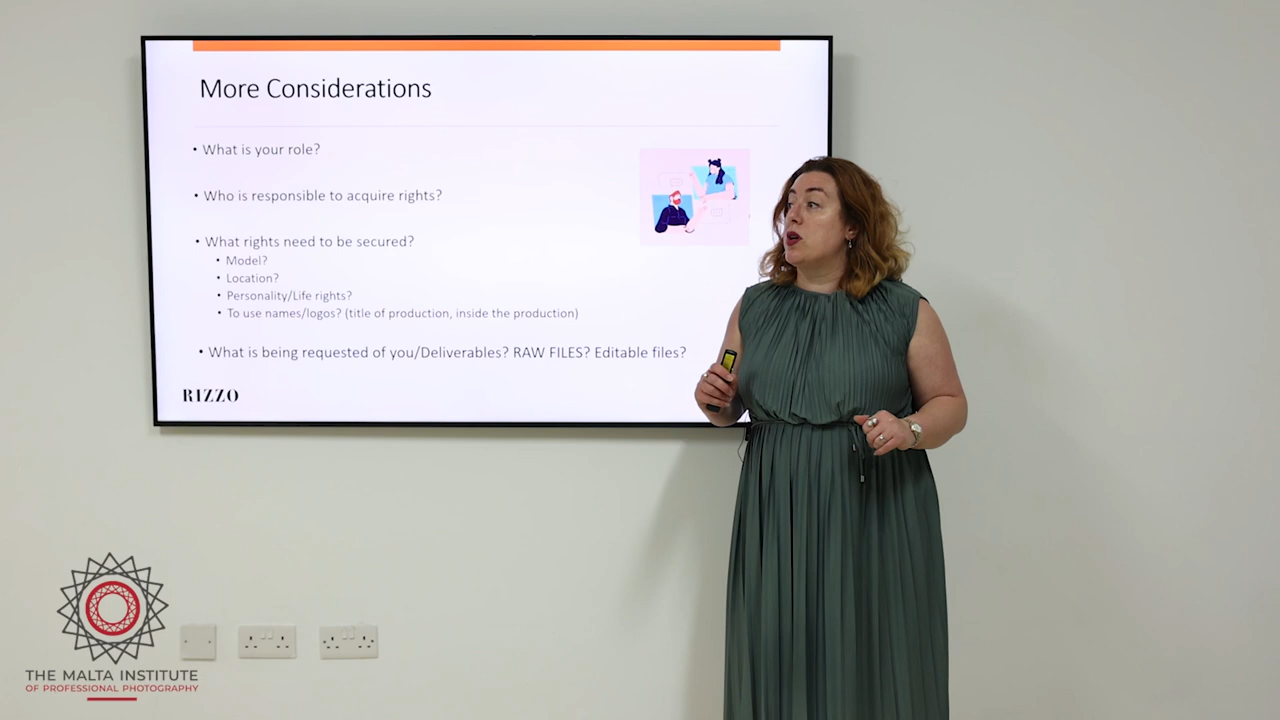 More Considerations
• What is your role?
• Who is responsible to acquire rights?
• What rights need to be secured?
• Model?
• Location?
• Personality/Life rights?
• To use names/logos? (title of production, inside the production)
• What is being requested of you/Deliverables? RAW FILES? Editable files?
RIZZO
THE MALTA INSTITUTE
OF PROFESSIONAL PHOTOGRAPHY